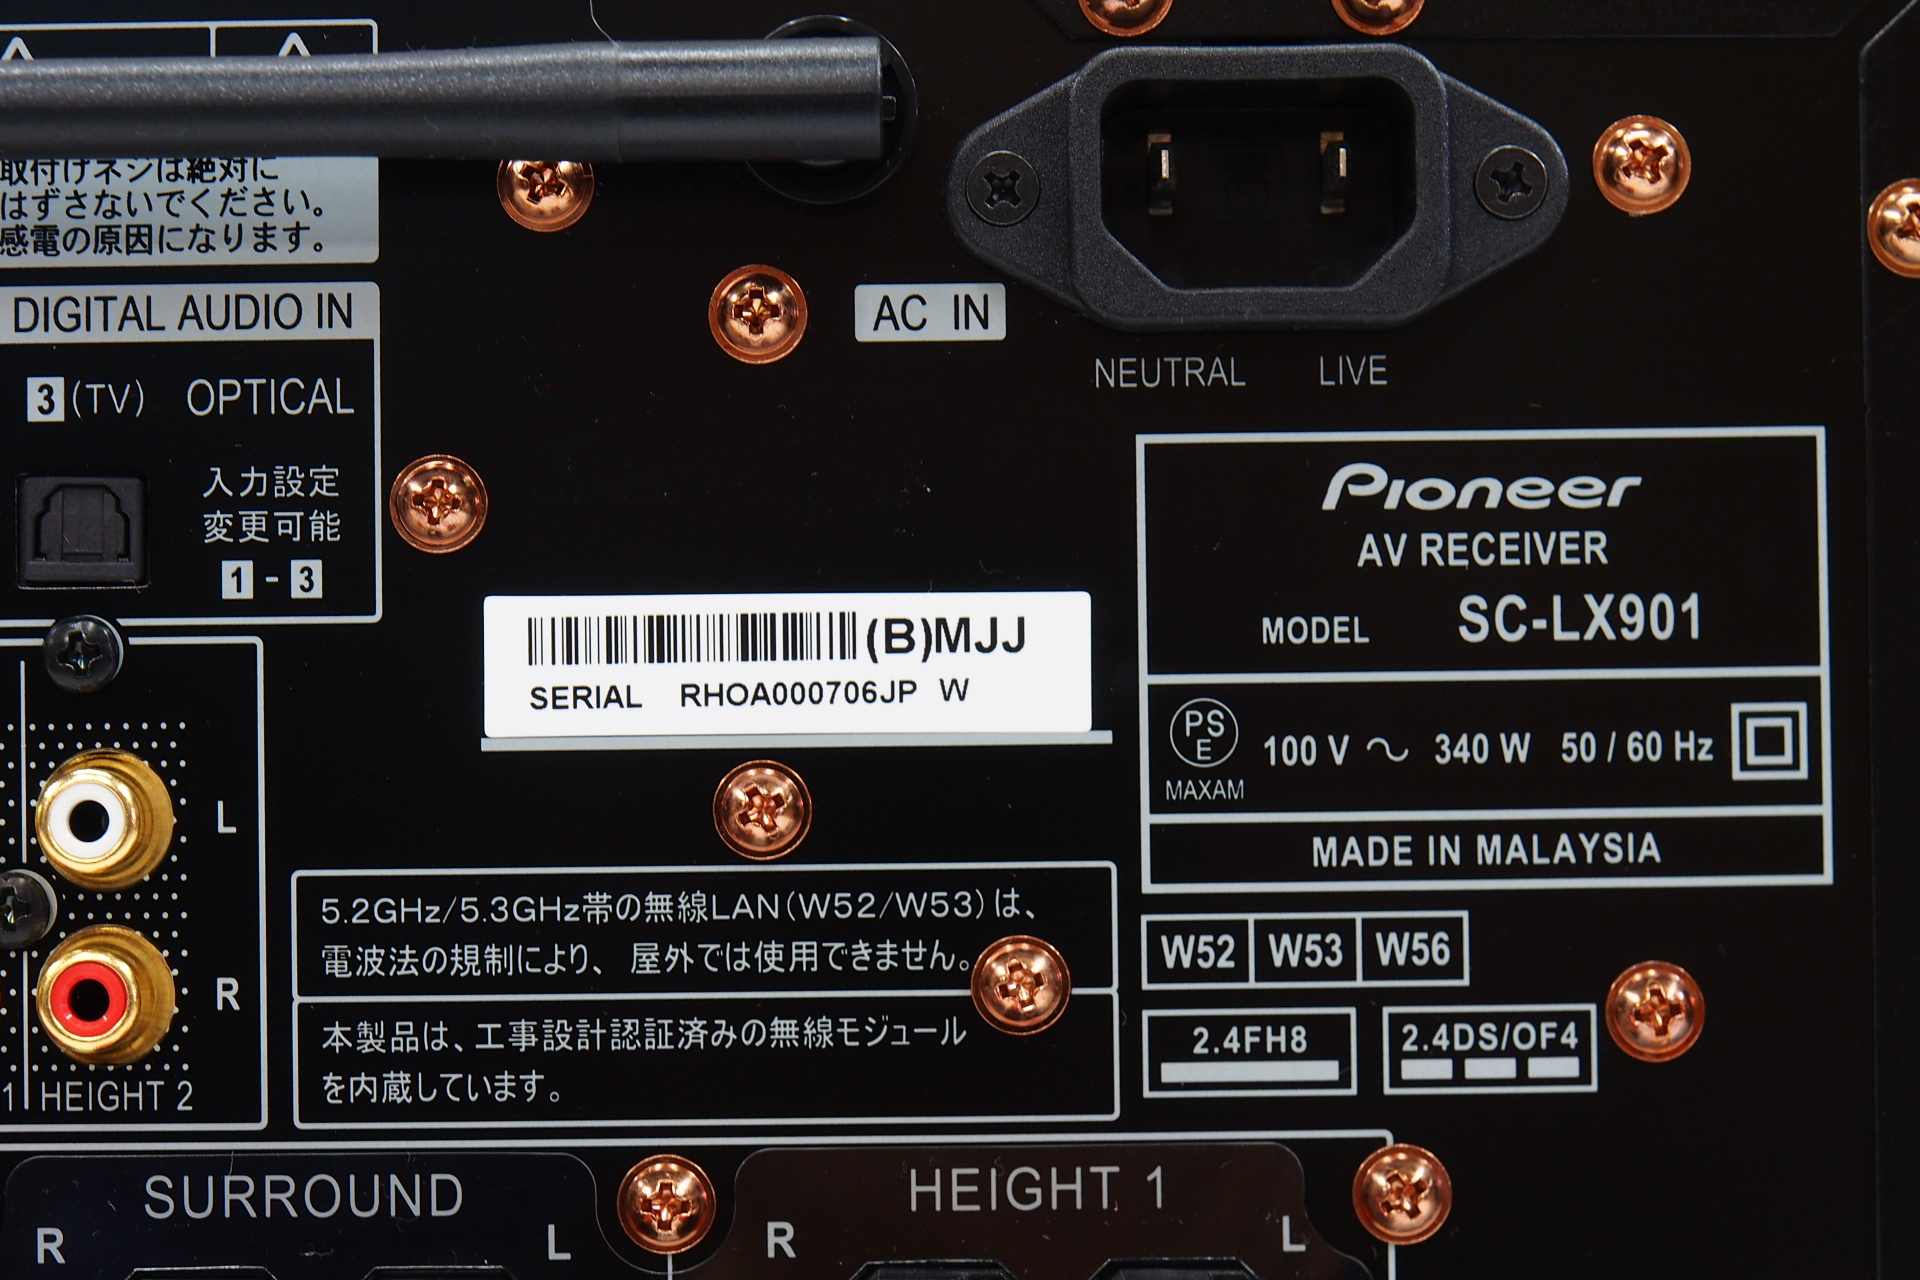 取付けネジは絶対に
はずさないでください。
感電の原因になります。
DIGITAL AUDIO IN
3 (TV) OPTICAL
入力設定
変更可能
1 - 3
L
R
1 HEIGHT 2
AC IN
NEUTRAL LIVE
(B)MJJ
SERIAL RHOA000706JP W
Pioneer
AV RECEIVER
MODEL SC-LX901
PS
E
MAXAM
100 V ～ 340 W 50 / 60 Hz
MADE IN MALAYSIA
5.2GHz/5.3GHz帯の無線LAN(W52/W53)は、
電波法の規制により、屋外では使用できません。
本製品は、工事設計認証済みの無線モジュール
を内蔵しています。
W52 W53 W56
2.4FH8 2.4DS/OF4
SURROUND
R L
HEIGHT 1
R L